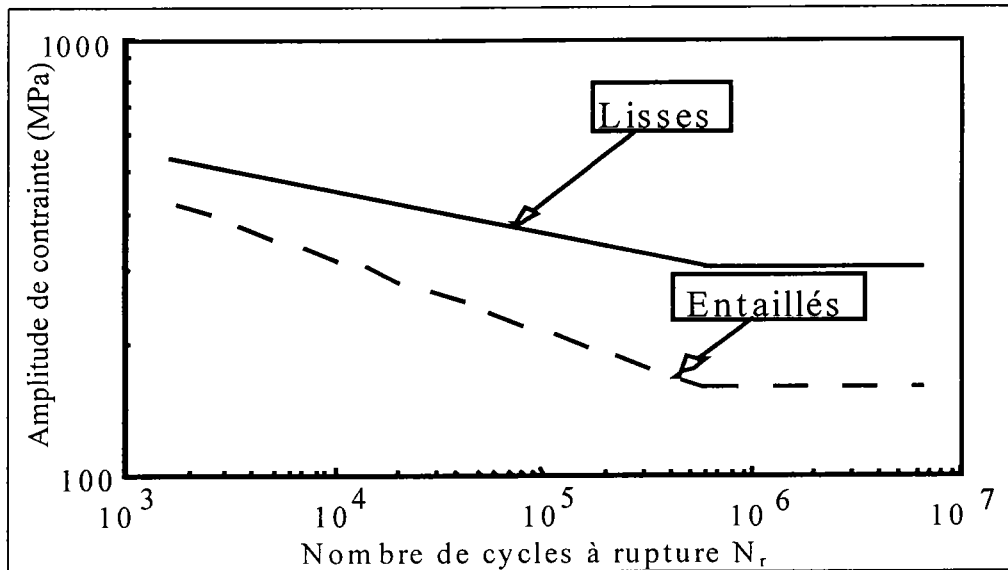 Amplitude de contrainte (MPa)
1000
100
Lisses
Entaillés
10³ 10⁴ 10⁵ 10⁶ 10⁷
Nombre de cycles à rupture Nᵣ